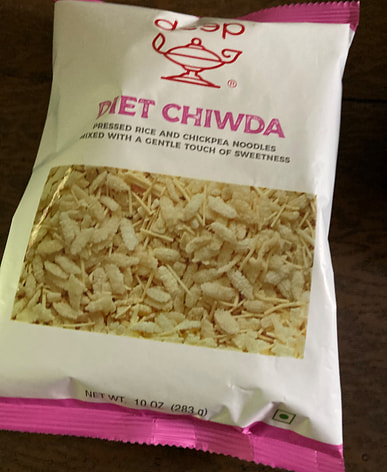 deep
®
DIET CHIWDA
PRESSED RICE AND CHICKPEA NOODLES
MIXED WITH A GENTLE TOUCH OF SWEETNESS
NET WT. 10 OZ (283 g)